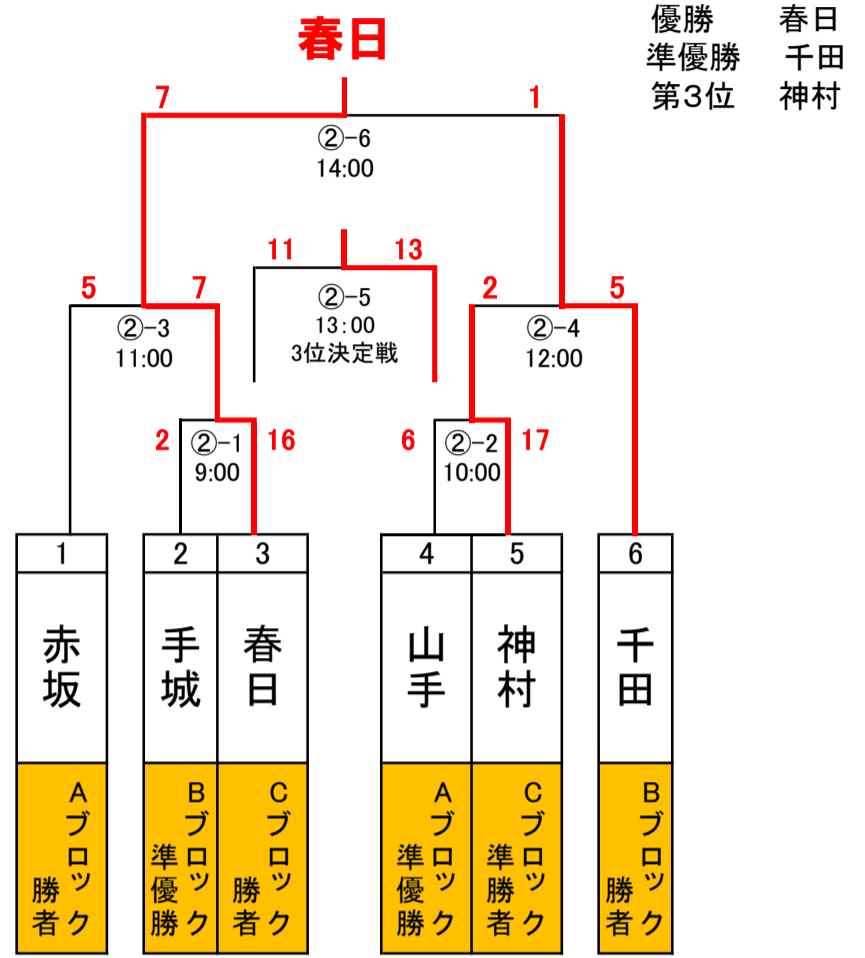 春日
優勝 春日
準優勝 千田
第3位 神村
7 1
②-6
14:00
11 13
②-5
13:00
3位決定戦
5 7
②-3
11:00
2 5
②-4
12:00
2 ②-1 16
9:00
6 ②-2 17
10:00
1 2 3 4 5 6
赤坂
手城
春日
山手
神村
千田
Aブロック
勝者
Bブロック
準優勝
Cブロック
勝者
Aブロック
準優勝
Cブロック
準勝者
Bブロック
勝者